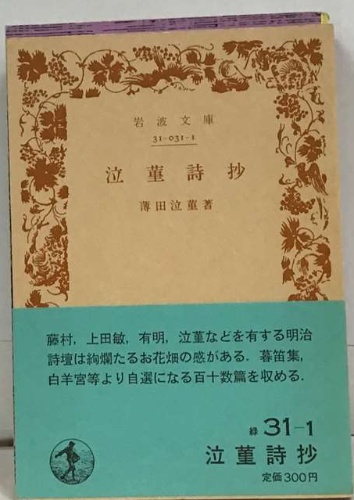 岩波文庫
31-031-1
泣菫詩抄
薄田泣菫著
藤村，上田敏，有明，泣菫などを有する明治
詩壇は絢爛たるお花畑の感がある．暮笛集，
白羊宮等より自選になる百十数篇を収める．
緑 31-1
泣菫詩抄
定価300円